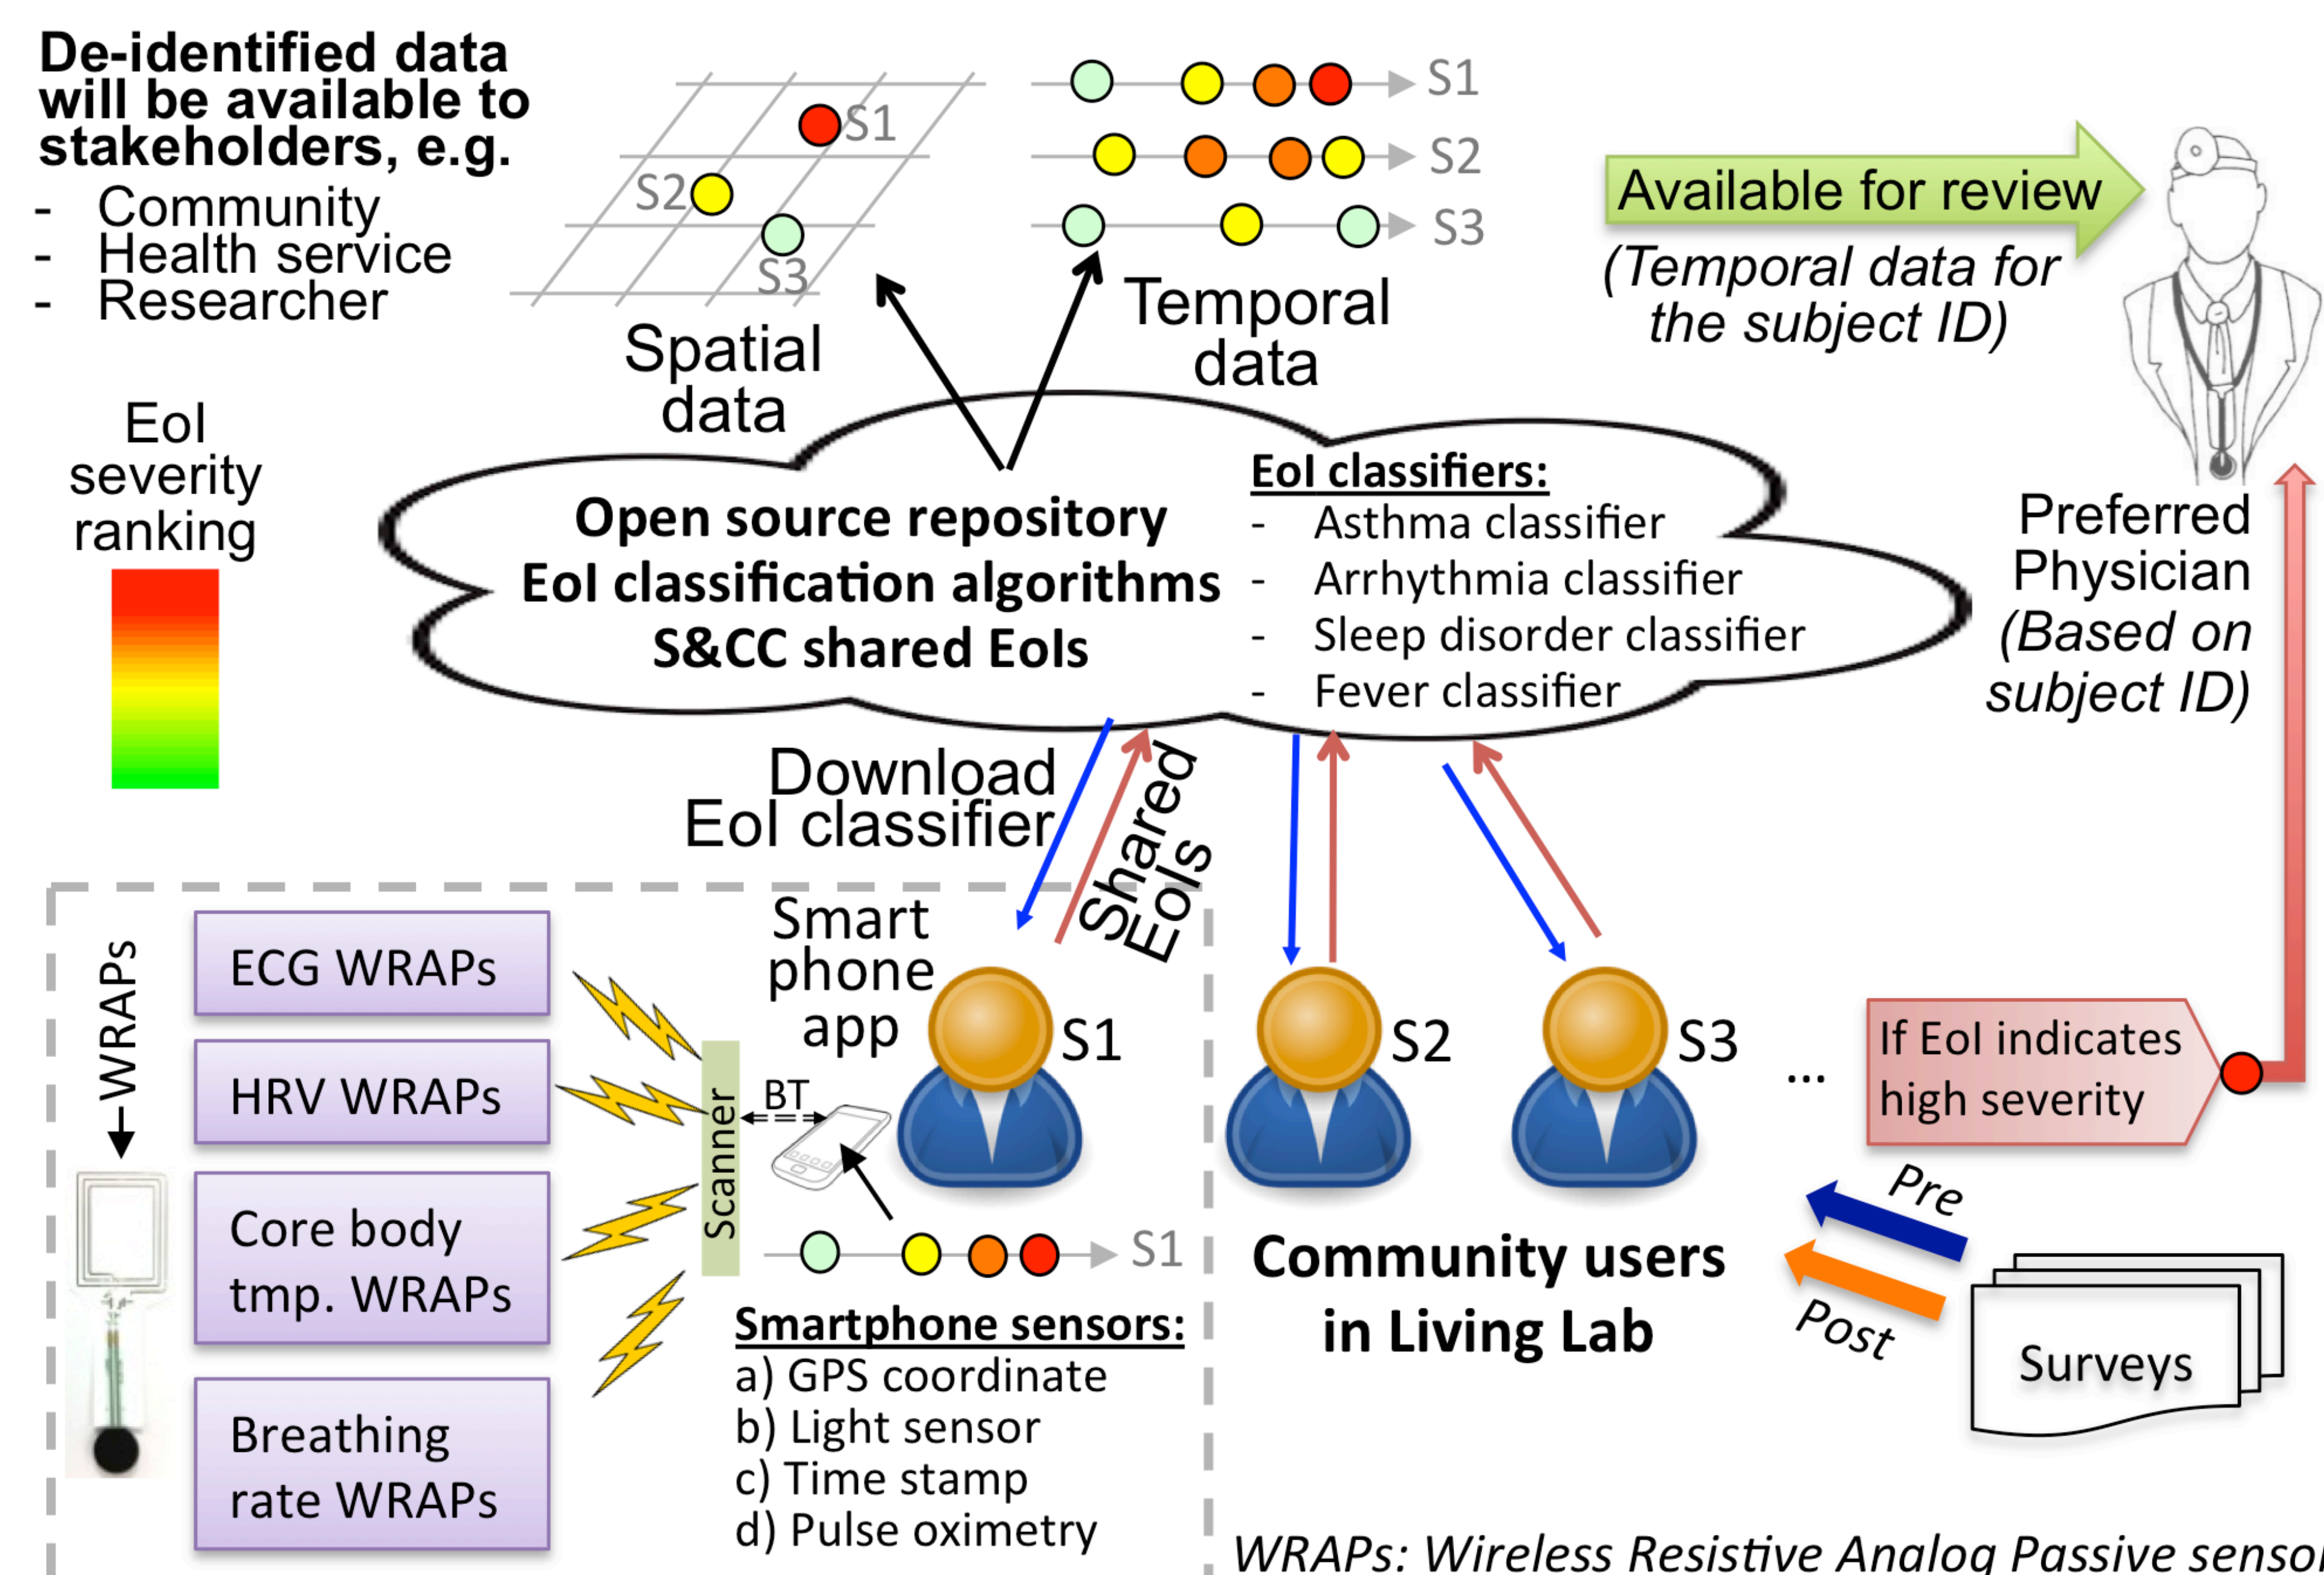 De-identified data
will be available to
stakeholders, e.g.
- Community
- Health service
- Researcher
S1
S2
S3
Spatial
data
S1
S2
S3
Temporal
data
Available for review
(Temporal data for
the subject ID)
EoI
severity
ranking
Open source repository
EoI classification algorithms
S&CC shared EoIs
EoI classifiers:
- Asthma classifier
- Arrhythmia classifier
- Sleep disorder classifier
- Fever classifier
Preferred
Physician
(Based on
subject ID)
Download
EoI classifier
Shared
EoIs
WRAPs
ECG WRAPs
HRV WRAPs
Core body
tmp. WRAPs
Breathing
rate WRAPs
Scanner
BT
Smart
phone
app
S1
S1
Smartphone sensors:
a) GPS coordinate
b) Light sensor
c) Time stamp
d) Pulse oximetry
S2
S3
...
Community users
in Living Lab
If EoI indicates
high severity
Pre
Post
Surveys
WRAPs: Wireless Resistive Analog Passive sensor